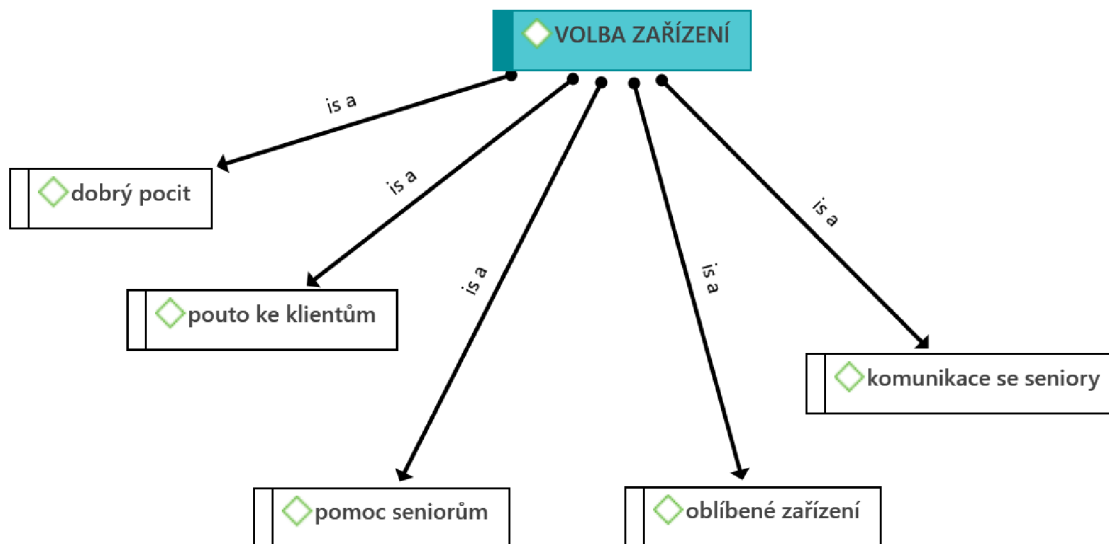 VOLBA ZAŘÍZENÍ
is a
dobrý pocit
is a
pouto ke klientům
is a
pomoc seniorům
is a
oblíbené zařízení
is a
komunikace se seniory